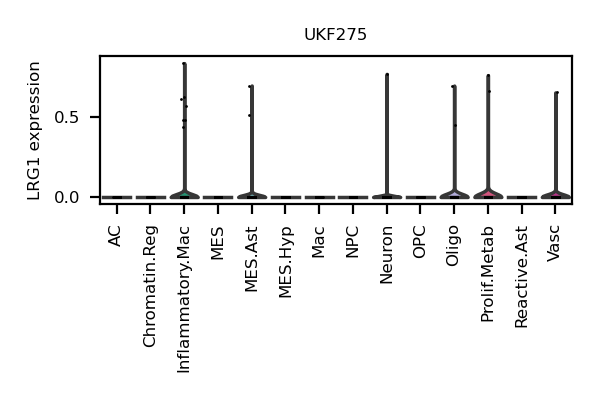 UKF275
LRG1 expression
0.5
0.0
AC
Chromatin.Reg
Inflammatory.Mac
MES
MES.Ast
MES.Hyp
Mac
NPC
Neuron
OPC
Oligo
Prolif.Metab
Reactive.Ast
Vasc